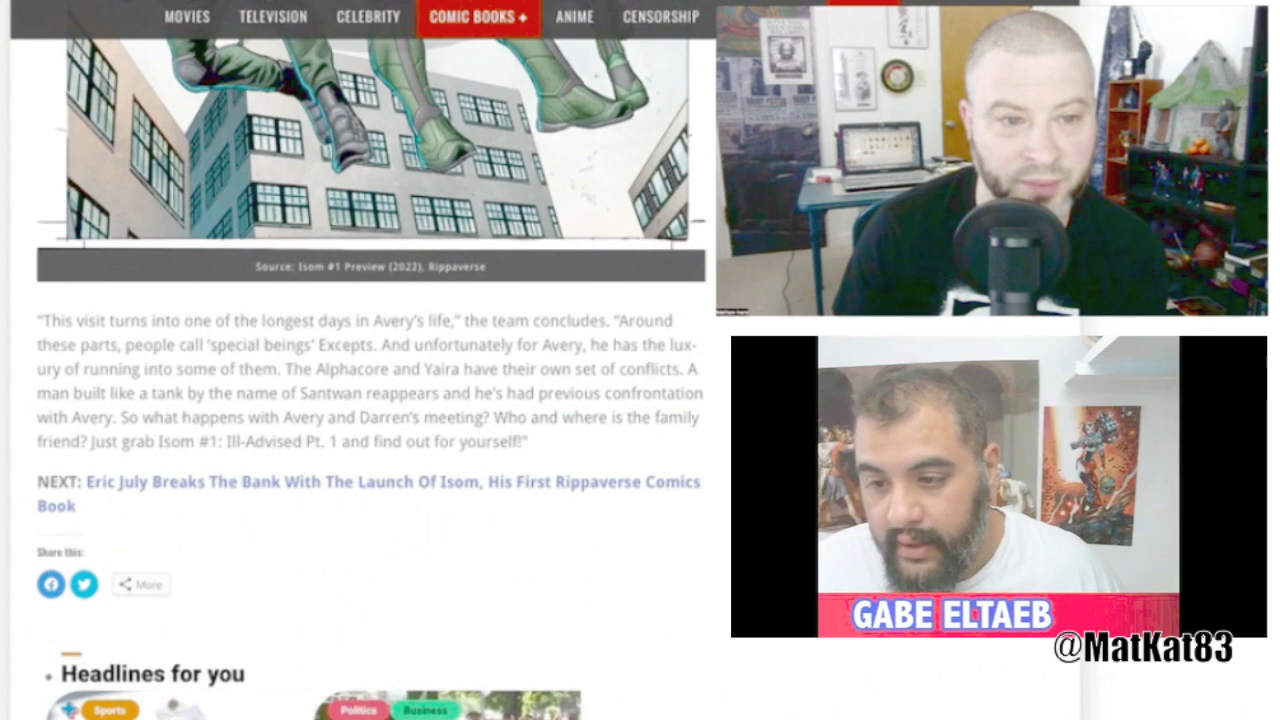 MOVIES TELEVISION CELEBRITY COMIC BOOKS + ANIME CENSORSHIP
Source: Isom #1 Preview (2022), Rippaverse
“This visit turns into one of the longest days in Avery’s life,” the team concludes. “Around
these parts, people call ‘special beings’ Excepts. And unfortunately for Avery, he has the lux-
ury of running into some of them. The Alphacore and Yaira have their own set of conflicts. A
man built like a tank by the name of Santwan reappears and he’s had previous confrontation
with Avery. So what happens with Avery and Darren’s meeting? Who and where is the family
friend? Just grab Isom #1: Ill-Advised Pt. 1 and find out for yourself!”
NEXT: Eric July Breaks The Bank With The Launch Of Isom, His First Rippaverse Comics
Book
Share this:
More
Headlines for you
Sports
Politics Business
GABE ELTAEB
@MatKat83